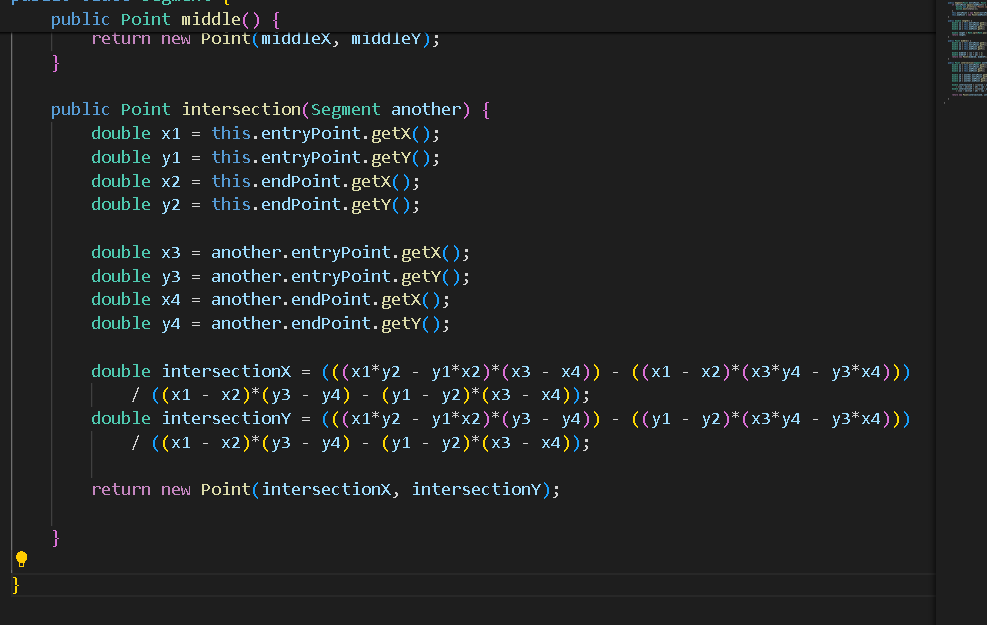 public Point middle() {
return new Point(middleX, middleY);
}
public Point intersection(Segment another) {
double x1 = this.entryPoint.getX();
double y1 = this.entryPoint.getY();
double x2 = this.endPoint.getX();
double y2 = this.endPoint.getY();
double x3 = another.entryPoint.getX();
double y3 = another.entryPoint.getY();
double x4 = another.endPoint.getX();
double y4 = another.endPoint.getY();
double intersectionX = (((x1*y2 - y1*x2)*(x3 - x4)) - ((x1 - x2)*(x3*y4 - y3*x4)))
/ ((x1 - x2)*(y3 - y4) - (y1 - y2)*(x3 - x4));
double intersectionY = (((x1*y2 - y1*x2)*(y3 - y4)) - ((y1 - y2)*(x3*y4 - y3*x4)))
/ ((x1 - x2)*(y3 - y4) - (y1 - y2)*(x3 - x4));
return new Point(intersectionX, intersectionY);
}
}